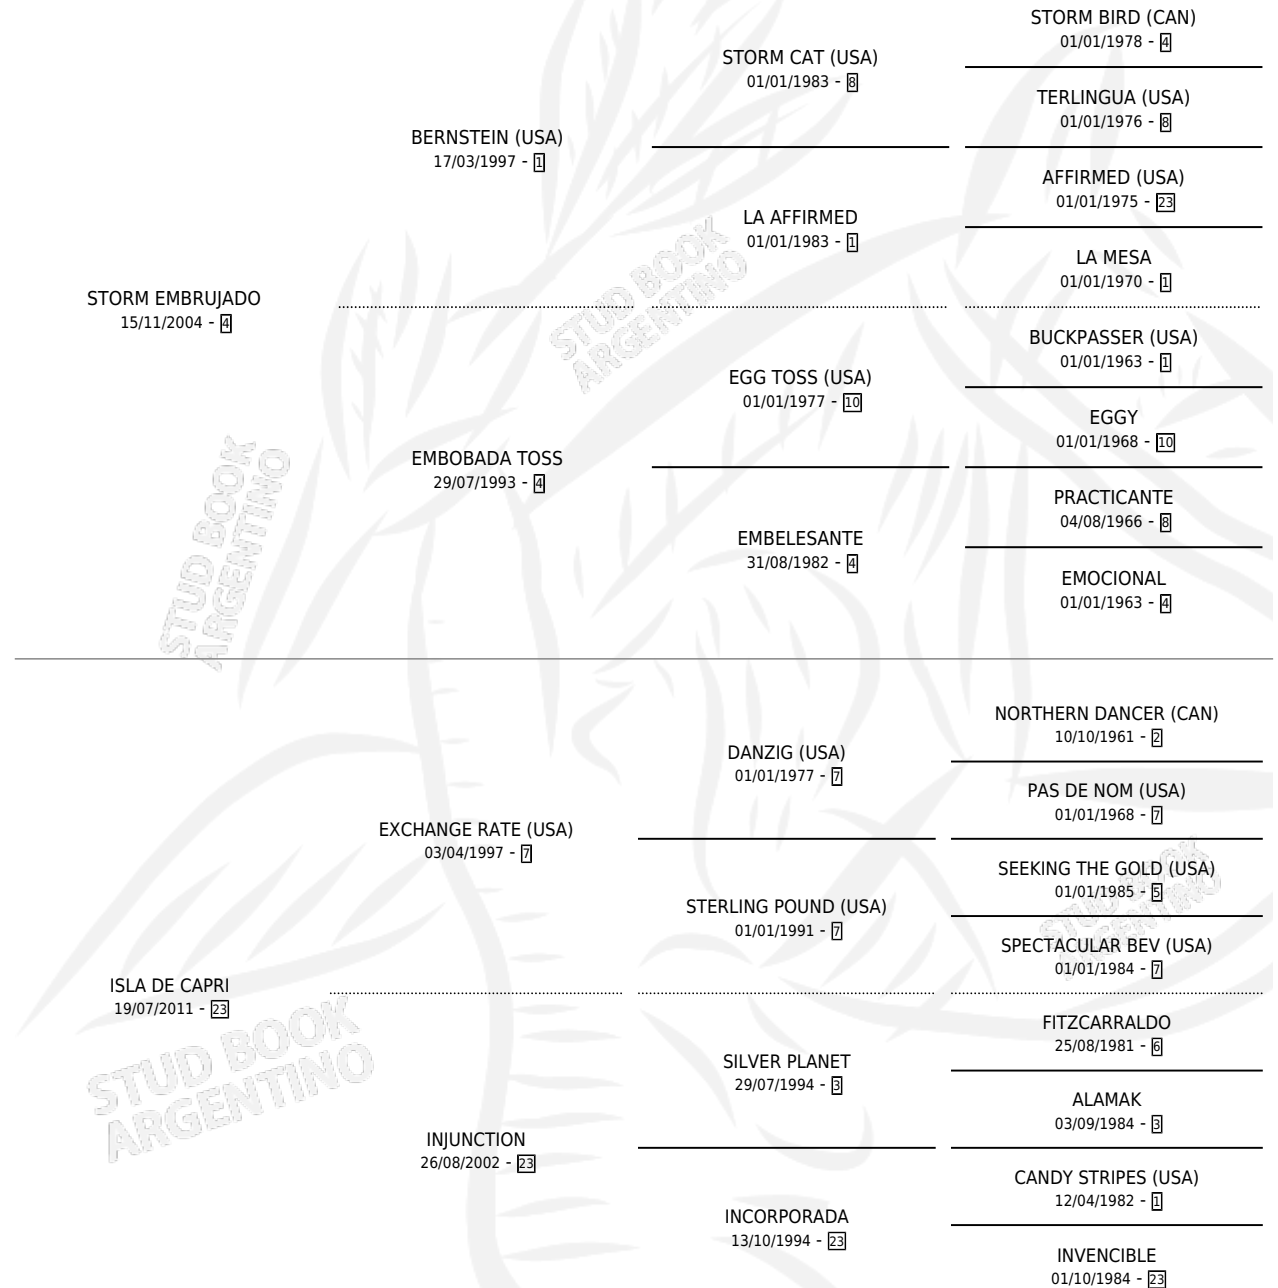 STORM EMBRUJADO
15/11/2004 - 4
BERNSTEIN (USA)
17/03/1997 - 1
EMBOBADA TOSS
29/07/1993 - 4
STORM CAT (USA)
01/01/1983 - 8
LA AFFIRMED
01/01/1983 - 1
EGG TOSS (USA)
01/01/1977 - 10
EMBELESANTE
31/08/1982 - 4
STORM BIRD (CAN)
01/01/1978 - 4
TERLINGUA (USA)
01/01/1976 - 8
AFFIRMED (USA)
01/01/1975 - 23
LA MESA
01/01/1970 - 1
BUCKPASSER (USA)
01/01/1963 - 1
EGGY
01/01/1968 - 10
PRACTICANTE
04/08/1966 - 8
EMOCIONAL
01/01/1963 - 4
ISLA DE CAPRI
19/07/2011 - 23
EXCHANGE RATE (USA)
03/04/1997 - 7
INJUNCTION
26/08/2002 - 23
DANZIG (USA)
01/01/1977 - 7
STERLING POUND (USA)
01/01/1991 - 7
SILVER PLANET
29/07/1994 - 3
INCORPORADA
13/10/1994 - 23
NORTHERN DANCER (CAN)
10/10/1961 - 2
PAS DE NOM (USA)
01/01/1968 - 7
SEEKING THE GOLD (USA)
01/01/1985 - 5
SPECTACULAR BEV (USA)
01/01/1984 - 7
FITZCARRALDO
25/08/1981 - 6
ALAMAK
03/09/1984 - 3
CANDY STRIPES (USA)
12/04/1982 - 1
INVENCIBLE
01/10/1984 - 23
STUD BOOK
ARGENTINO
STUD BOOK
ARGENTINO
STUD BOOK
ARGENTINO
STUD BOOK
ARGENTINO